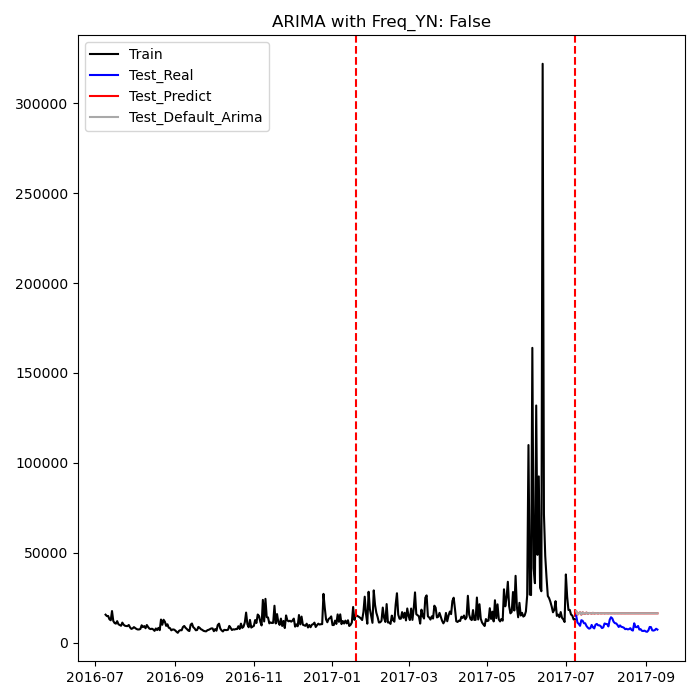 ARIMA with Freq_YN: False
Train
Test_Real
Test_Predict
Test_Default_Arima
300000
250000
200000
150000
100000
50000
0
2016-07 2016-09 2016-11 2017-01 2017-03 2017-05 2017-07 2017-09